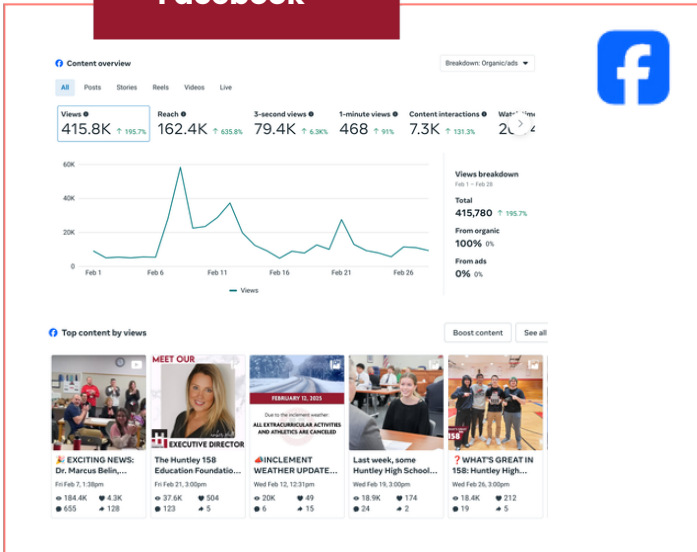 Facebook
Content overview
Breakdown: Organic/ads
All Posts Stories Reels Videos Live
Views Reach 3-second views 1-minute views Content interactions
415.8K ↑ 195.7% 162.4K ↑ 635.8% 79.4K ↑ 6.3K% 468 ↑ 91% 7.3K ↑ 131.3%
60K
40K
20K
0
Feb 1 Feb 6 Feb 11 Feb 16 Feb 21 Feb 26
Views
Views breakdown
Feb 1 – Feb 28
Total
415,780 ↑ 195.7%
From organic
100% 0%
From ads
0% 0%
Top content by views
Boost content See all
MEET OUR
EXECUTIVE DIRECTOR
FEBRUARY 12, 2025
Due to the inclement weather:
ALL EXTRACURRICULAR ACTIVITIES
AND ATHLETICS ARE CANCELED
158
🎉 EXCITING NEWS:
Dr. Marcus Belin,...
Fri Feb 7, 1:38pm
184.4K 4.3K
655 128
The Huntley 158
Education Foundatio...
Fri Feb 21, 3:00pm
37.6K 504
123 5
📣INCLEMENT
WEATHER UPDATE...
Wed Feb 12, 12:31pm
20K 49
6 15
Last week, some
Huntley High School...
Wed Feb 19, 3:00pm
18.9K 174
24 2
❓WHAT'S GREAT IN
158: Huntley High...
Wed Feb 26, 3:00pm
18.4K 212
19 5